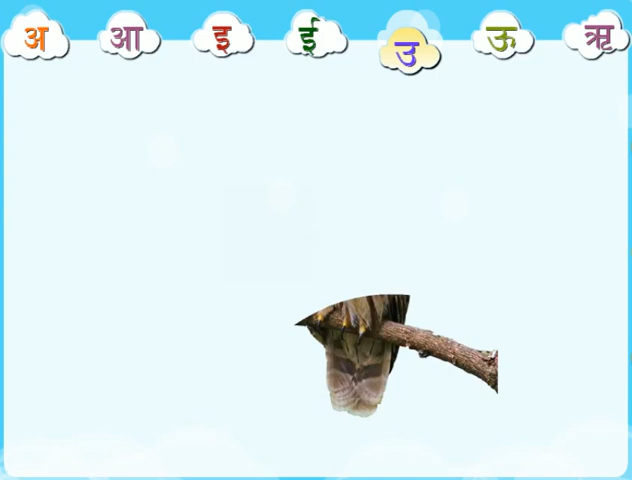 अ आ इ ई उ ऊ ऋ